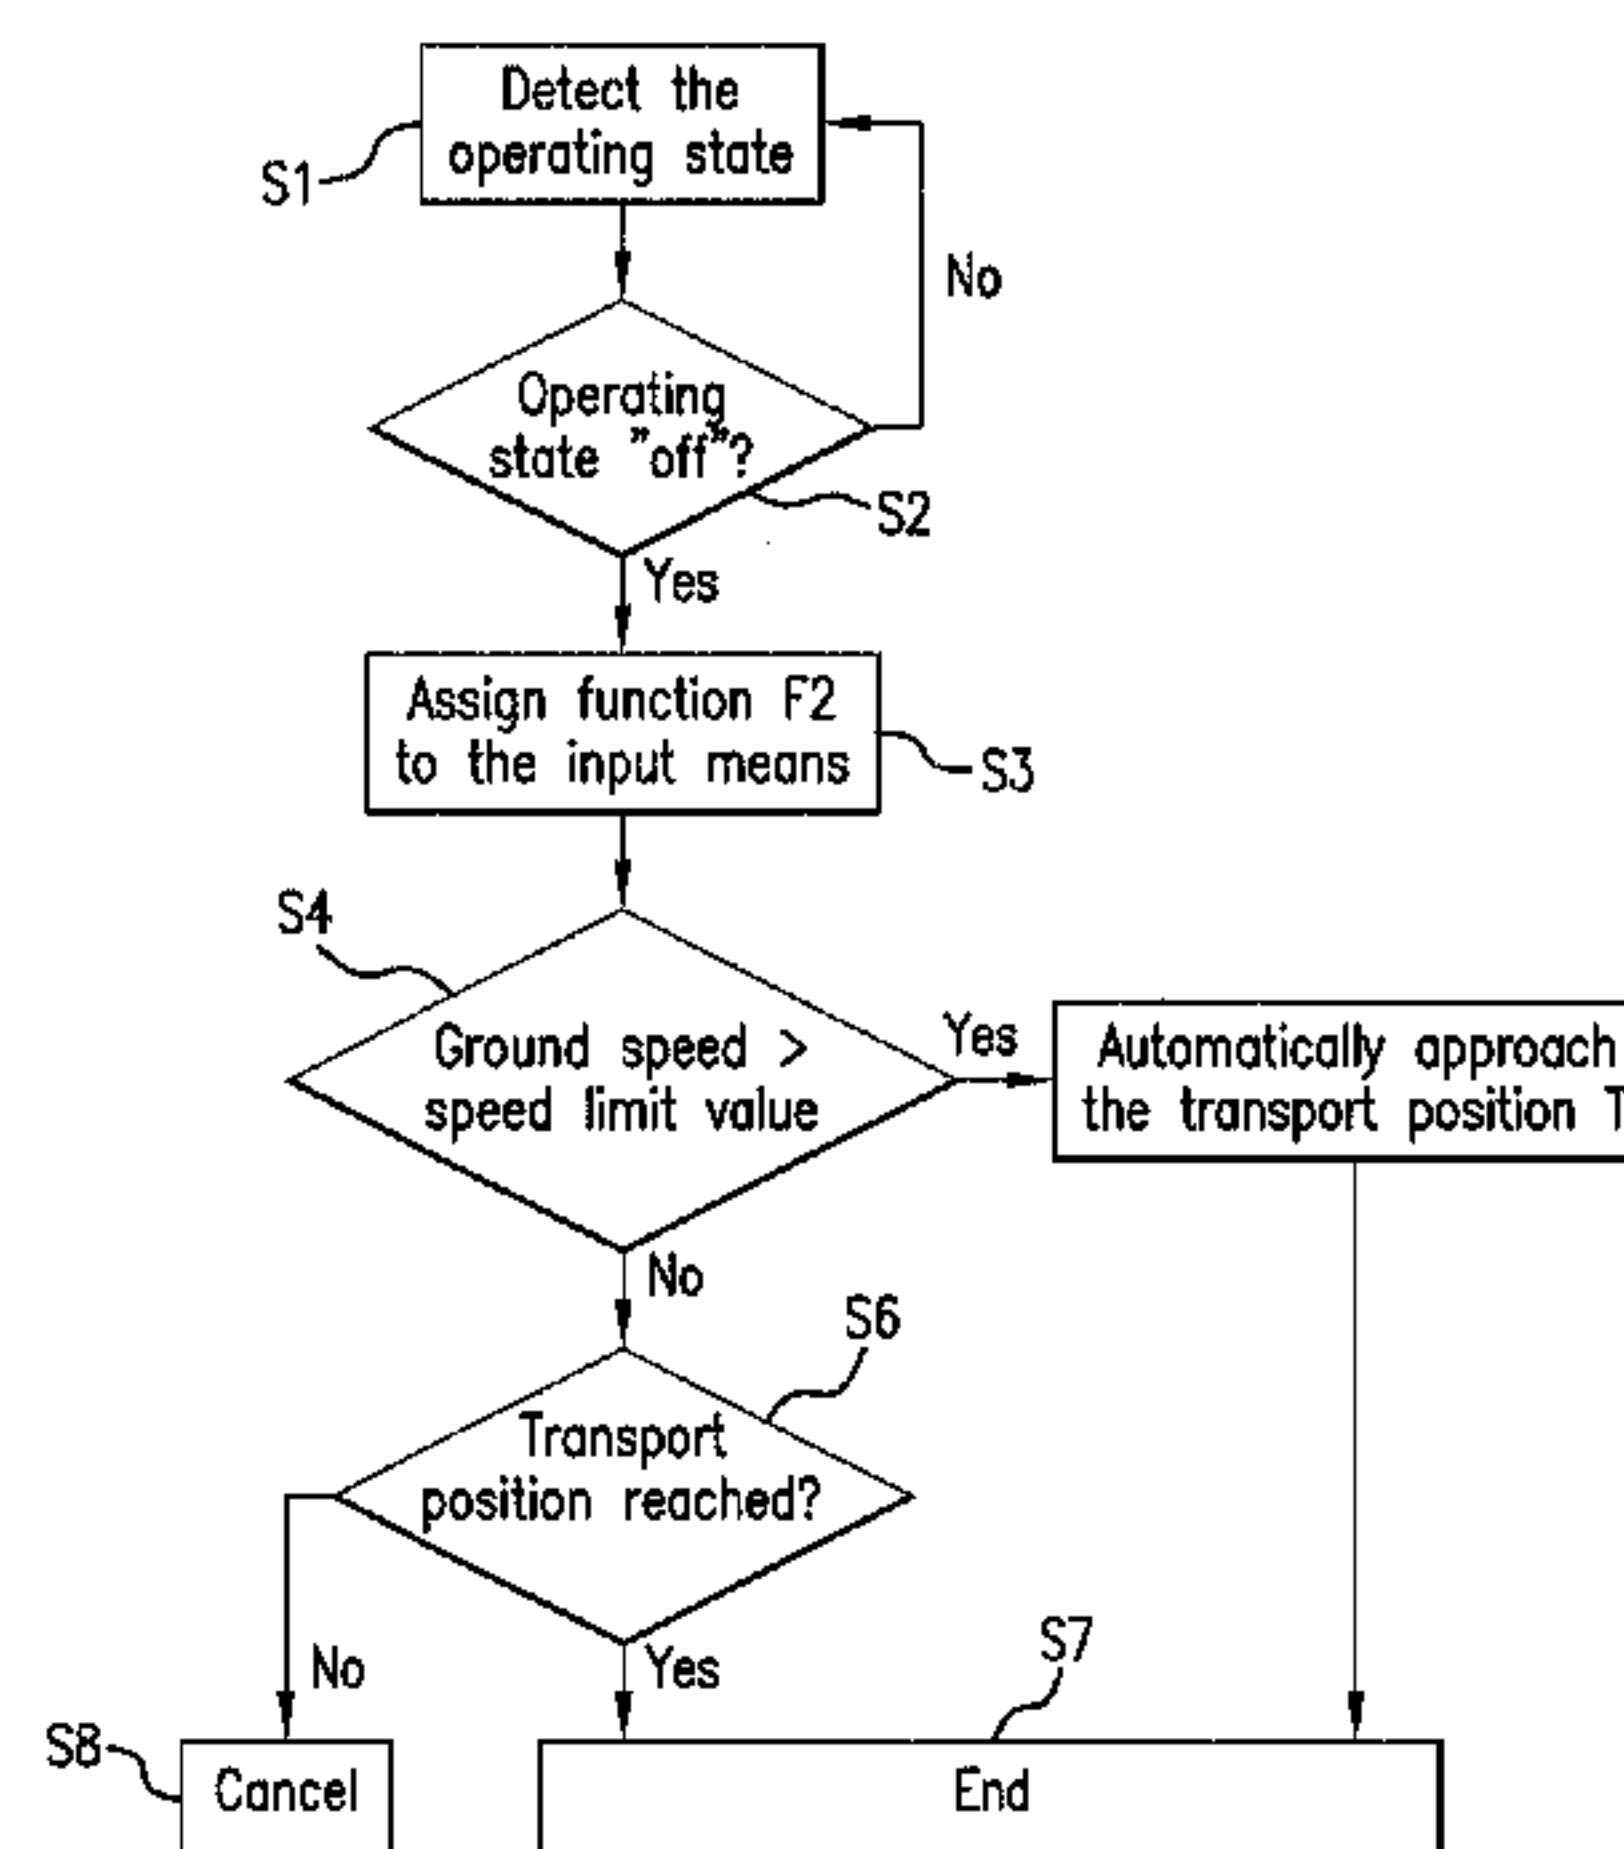 Detect the
operating state
S1
No
Operating
state "off"?
S2
Yes
Assign function F2
to the input means
S3
S4
Ground speed >
speed limit value
Yes
Automatically approach
the transport position T
No
S6
Transport
position reached?
No
Yes
S7
S8
Cancel
End